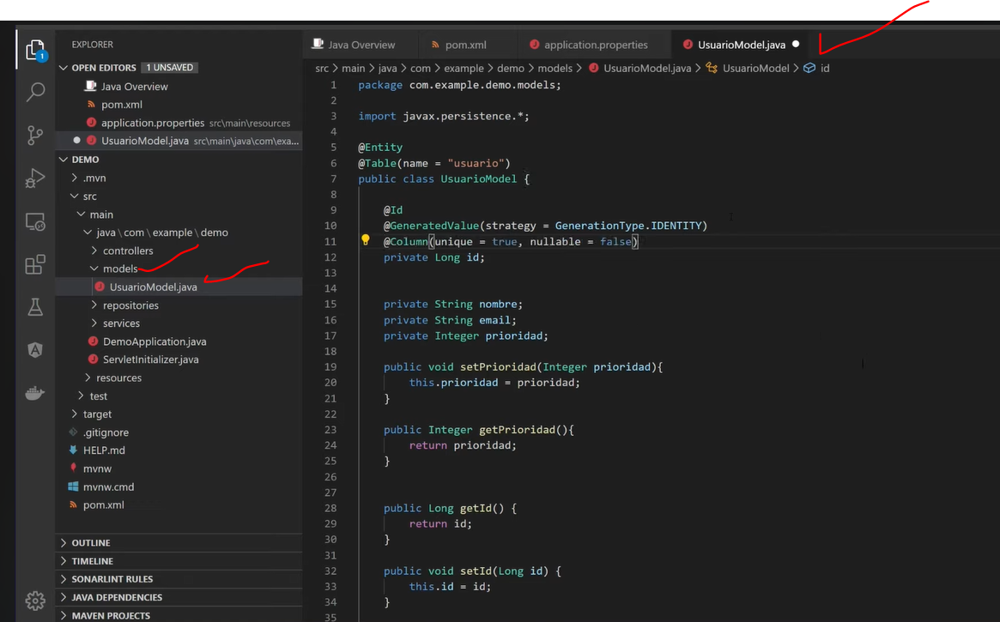 EXPLORER
OPEN EDITORS 1 UNSAVED
Java Overview
pom.xml
application.properties src\main\resources
UsuarioModel.java src\main\java\com\exa...
DEMO
.mvn
src
main
java\com\example\demo
controllers
models
UsuarioModel.java
repositories
services
DemoApplication.java
ServletInitializer.java
resources
test
target
.gitignore
HELP.md
mvnw
mvnw.cmd
pom.xml
OUTLINE
TIMELINE
SONARLINT RULES
JAVA DEPENDENCIES
MAVEN PROJECTS
1
Java Overview pom.xml application.properties UsuarioModel.java
src > main > java > com > example > demo > models > UsuarioModel.java > UsuarioModel > id
1 package com.example.demo.models;
2
3 import javax.persistence.*;
4
5 @Entity
6 @Table(name = "usuario")
7 public class UsuarioModel {
8
9 @Id
10 @GeneratedValue(strategy = GenerationType.IDENTITY)
11 @Column(unique = true, nullable = false)
12 private Long id;
13
14
15 private String nombre;
16 private String email;
17 private Integer prioridad;
18
19 public void setPrioridad(Integer prioridad){
20 this.prioridad = prioridad;
21 }
22
23 public Integer getPrioridad(){
24 return prioridad;
25 }
26
27
28 public Long getId() {
29 return id;
30 }
31
32 public void setId(Long id) {
33 this.id = id;
34 }
35